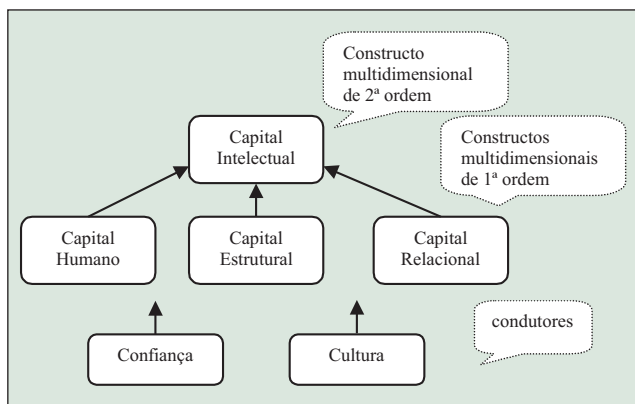 Constructo
multidimensional
de 2ª ordem
Capital
Intelectual
Constructos
multidimensionais
de 1ª ordem
Capital
Humano
Capital
Estrutural
Capital
Relacional
condutores
Confiança
Cultura